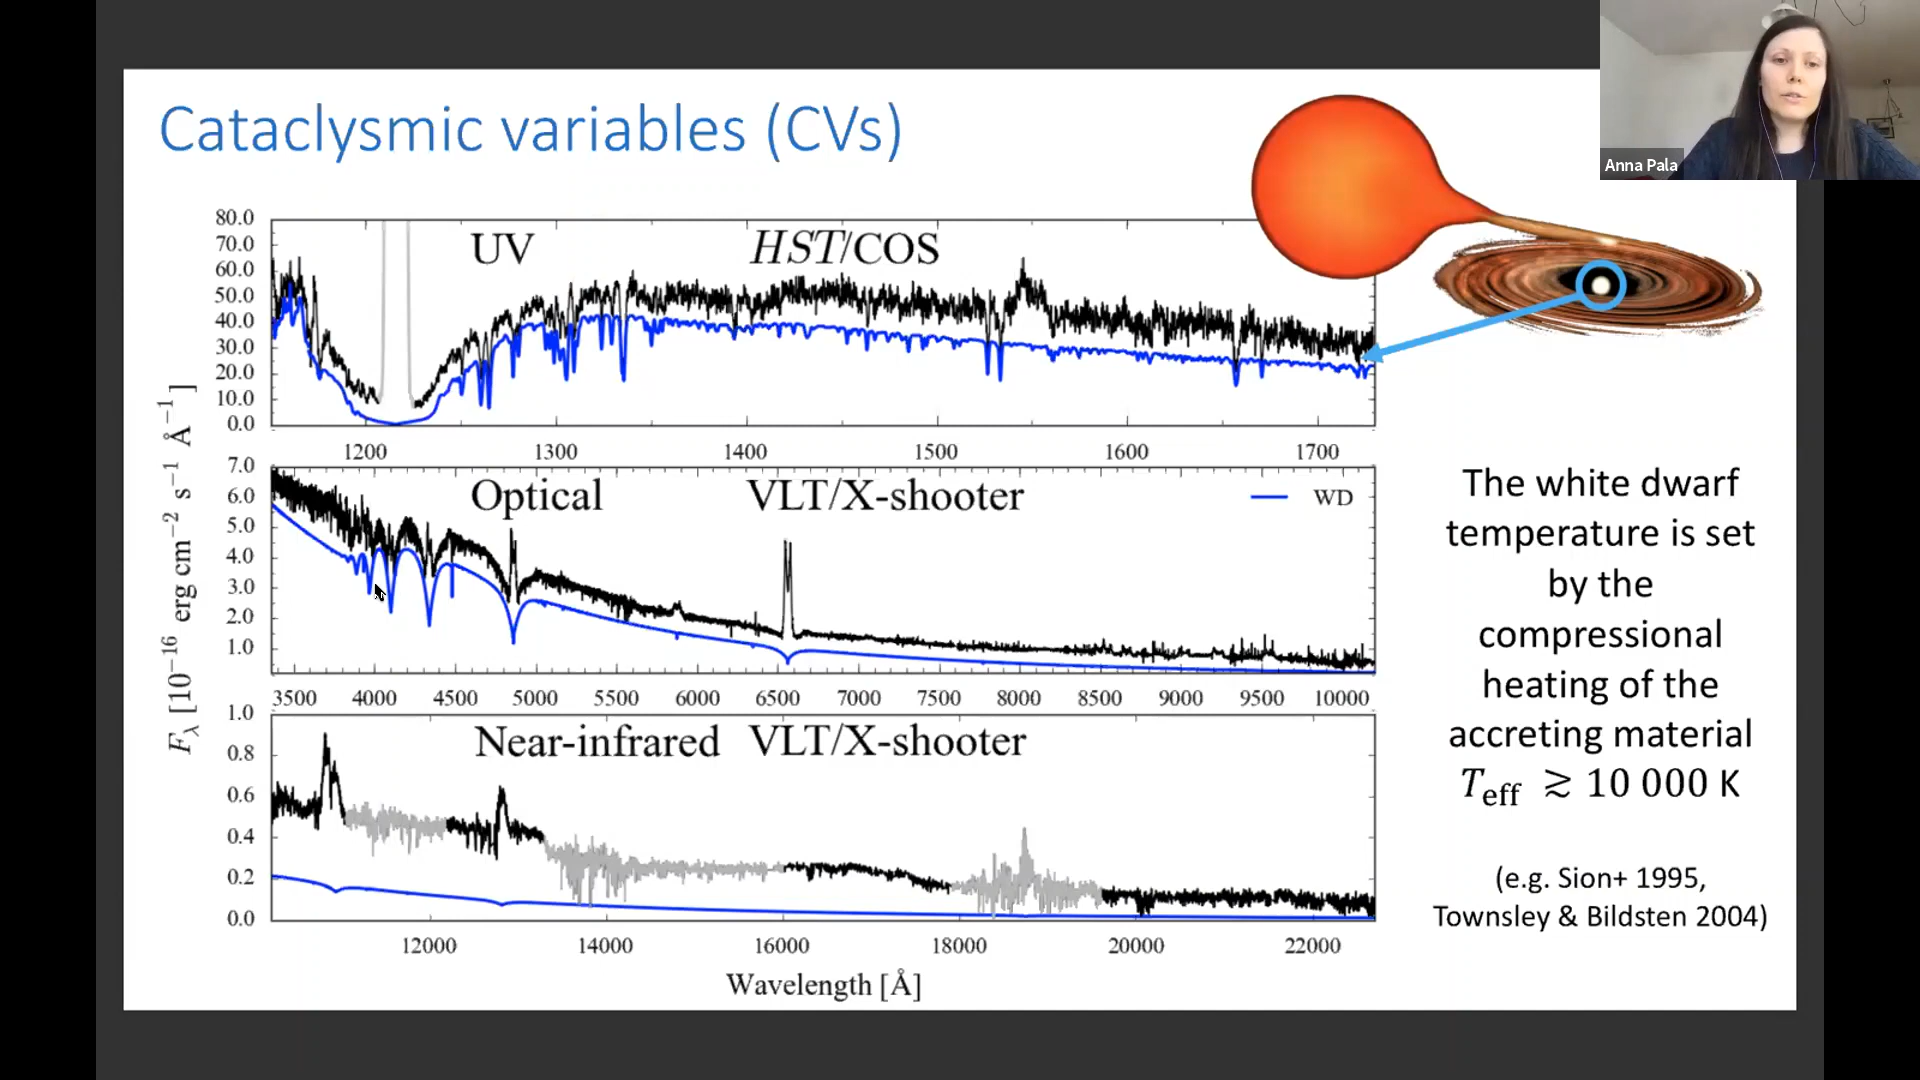 Cataclysmic variables (CVs)
Anna Pala
UV HST/COS
80.0
70.0
60.0
50.0
40.0
30.0
20.0
10.0
0.0
1200 1300 1400 1500 1600 1700
Optical VLT/X-shooter WD
7.0
6.0
5.0
4.0
3.0
2.0
1.0
3500 4000 4500 5000 5500 6000 6500 7000 7500 8000 8500 9000 9500 10000
Near-infrared VLT/X-shooter
1.0
0.8
0.6
0.4
0.2
0.0
12000 14000 16000 18000 20000 22000
Wavelength [Å]
F_λ [10⁻¹⁶ erg cm⁻² s⁻¹ Å⁻¹]
The white dwarf
temperature is set
by the
compressional
heating of the
accreting material
T_eff ≳ 10 000 K
(e.g. Sion+ 1995,
Townsley & Bildsten 2004)